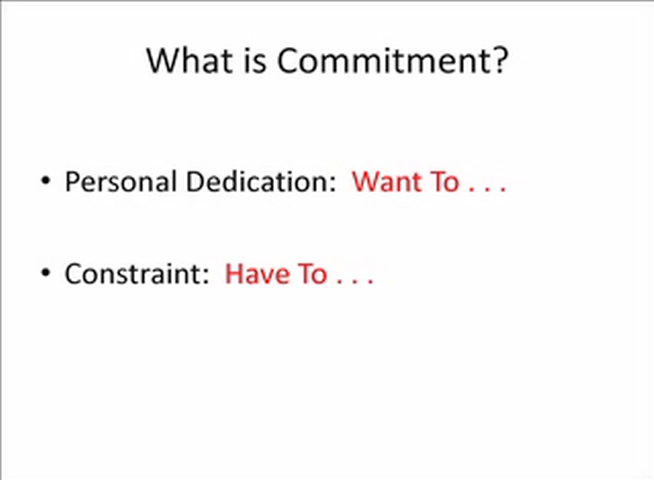 What is Commitment?
• Personal Dedication: Want To . . .
• Constraint: Have To . . .